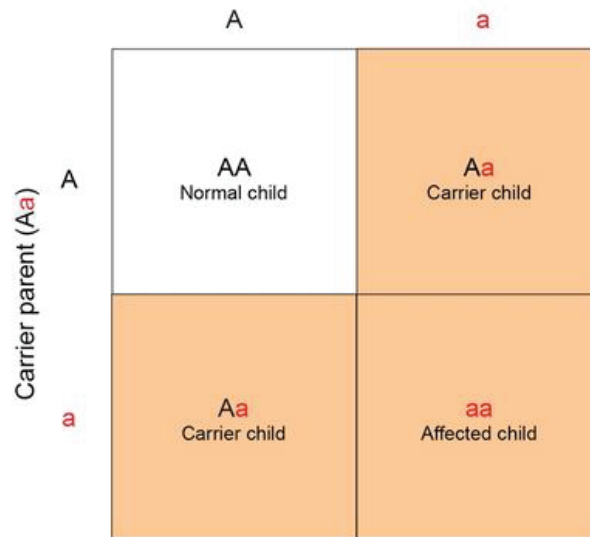 A a
A
AA
Normal child
Aa
Carrier child
Carrier parent (Aa)
a
Aa
Carrier child
aa
Affected child